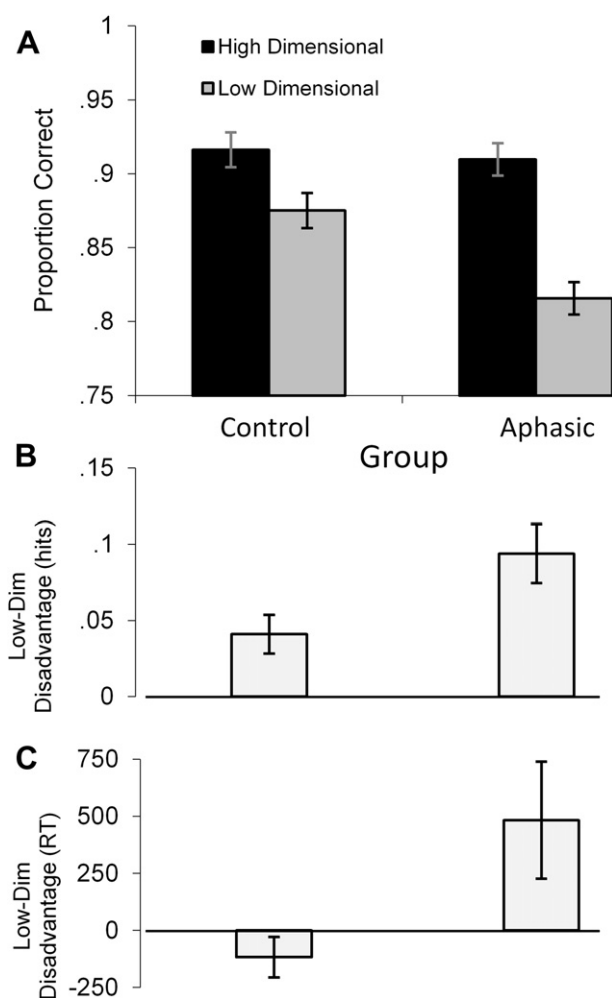 A
1
High Dimensional
Low Dimensional
.95
.9
.85
.8
.75
Proportion Correct
Control
Aphasic
Group
B
.15
.1
.05
0
Low-Dim
Disadvantage (hits)
C
750
500
250
0
-250
Low-Dim
Disadvantage (RT)